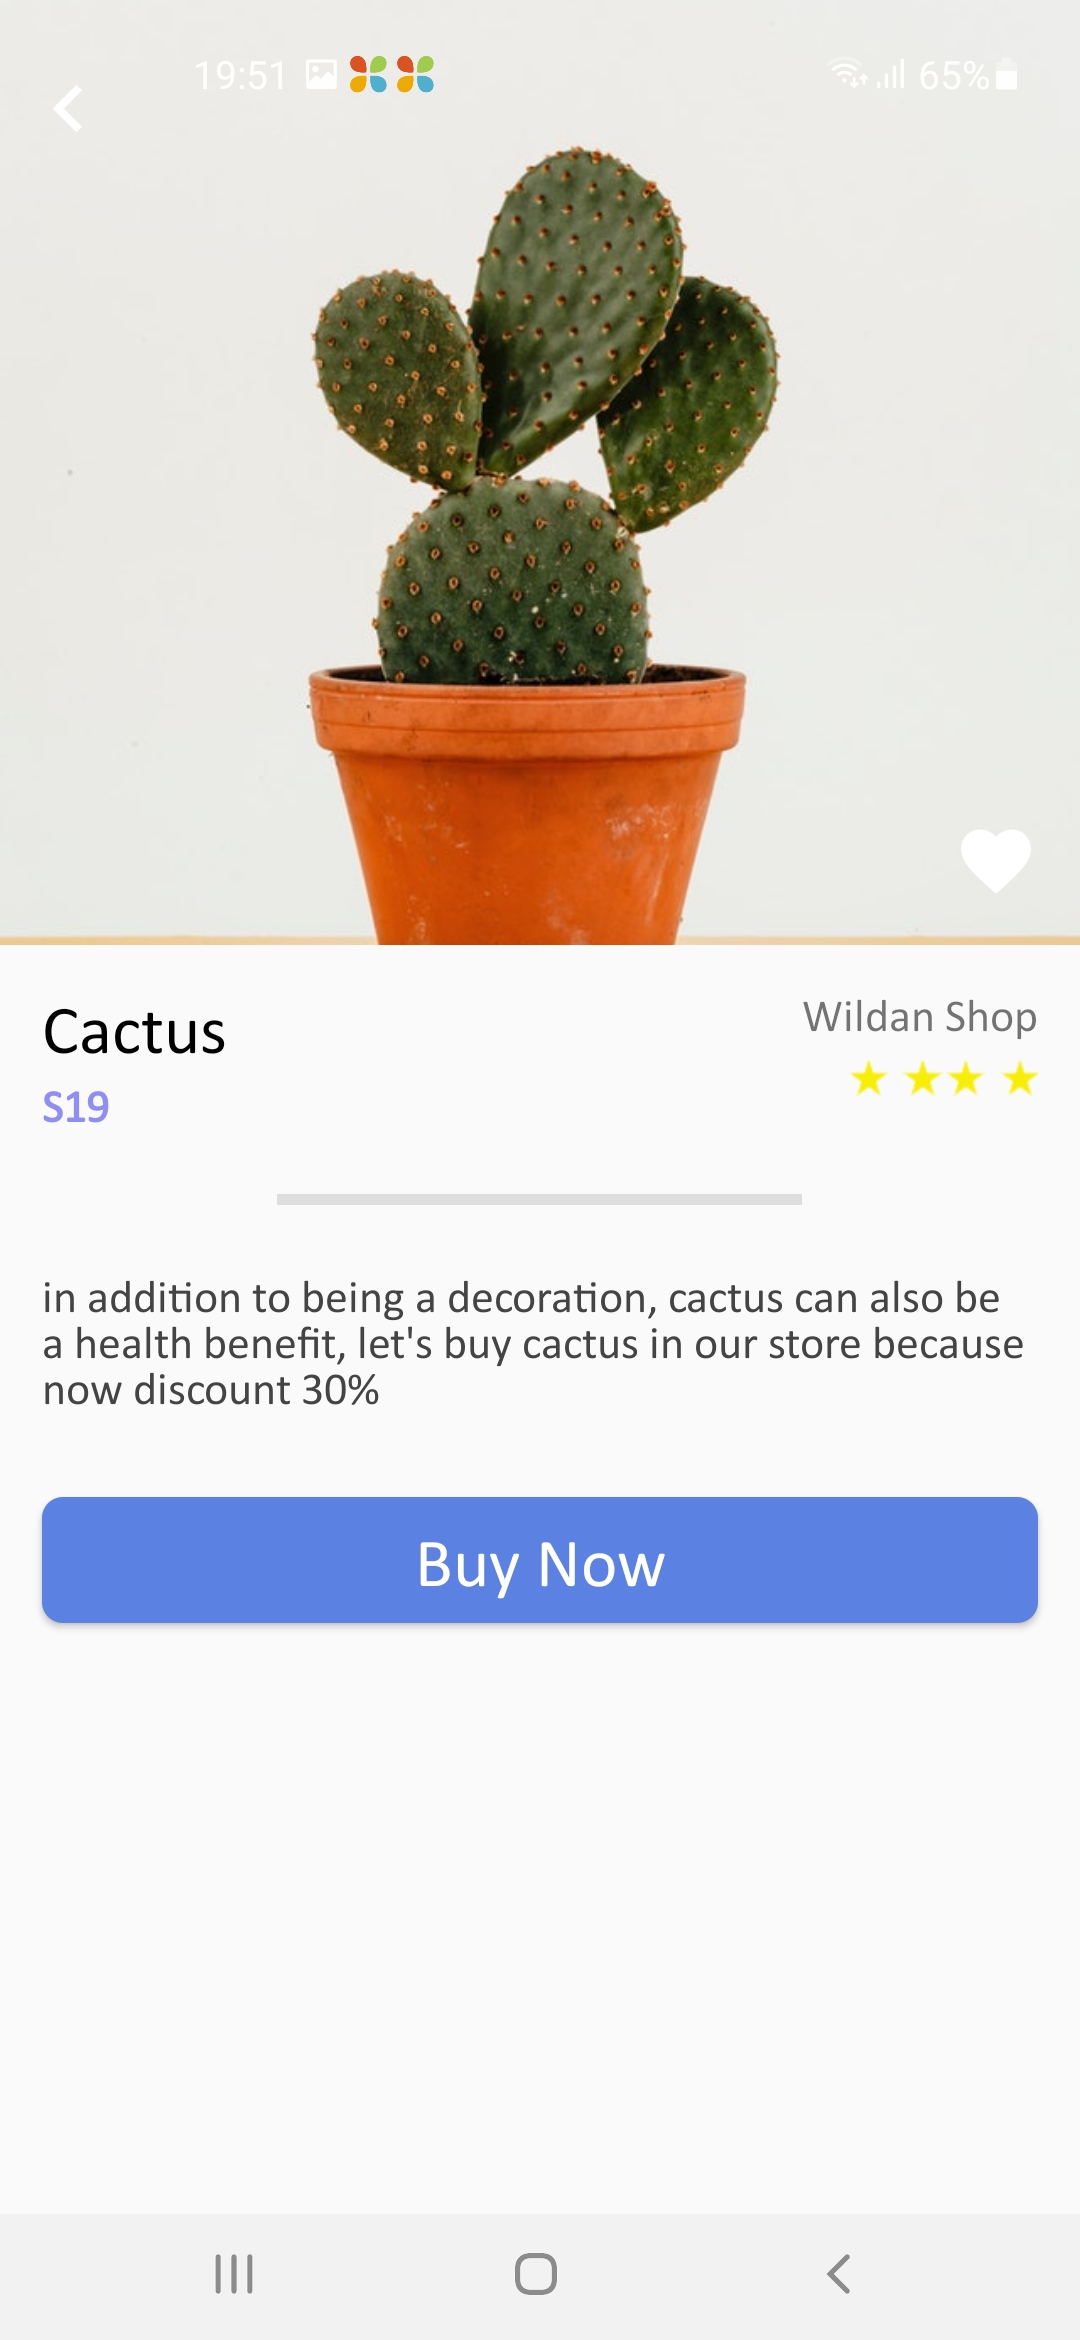 19:51
65%
Cactus
Wildan Shop
S19
in addition to being a decoration, cactus can also be
a health benefit, let's buy cactus in our store because
now discount 30%
Buy Now